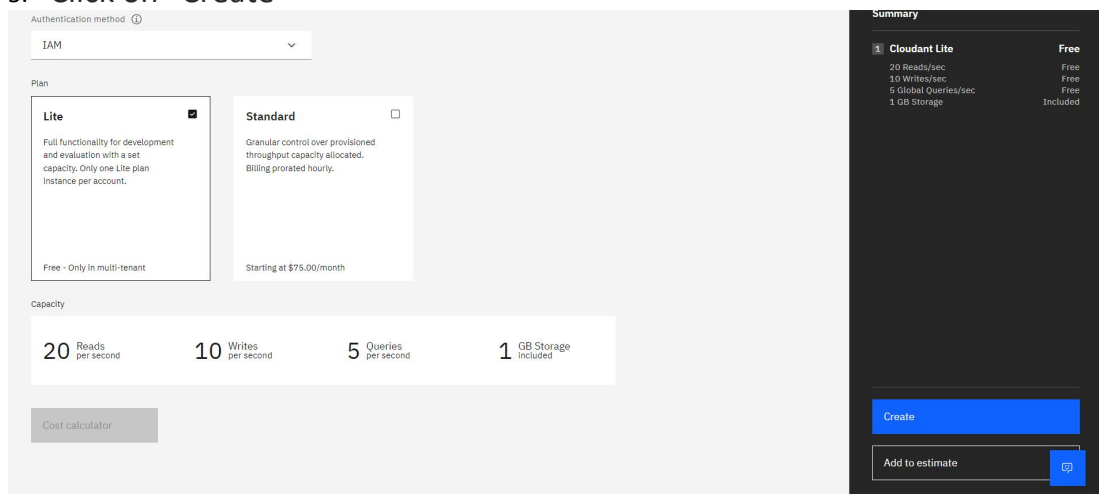 s. Click on "Create"
Authentication method
IAM
Plan
Lite
Full functionality for development
and evaluation with a set
capacity. Only one Lite plan
instance per account.
Free - Only in multi-tenant
Standard
Granular control over provisioned
throughput capacity allocated.
Billing prorated hourly.
Starting at $75.00/month
Capacity
20 Reads
per second
10 Writes
per second
5 Queries
per second
1 GB Storage
included
Cost calculator
Summary
1 Cloudant Lite Free
20 Reads/sec Free
10 Writes/sec Free
5 Global Queries/sec Free
1 GB Storage Included
Create
Add to estimate